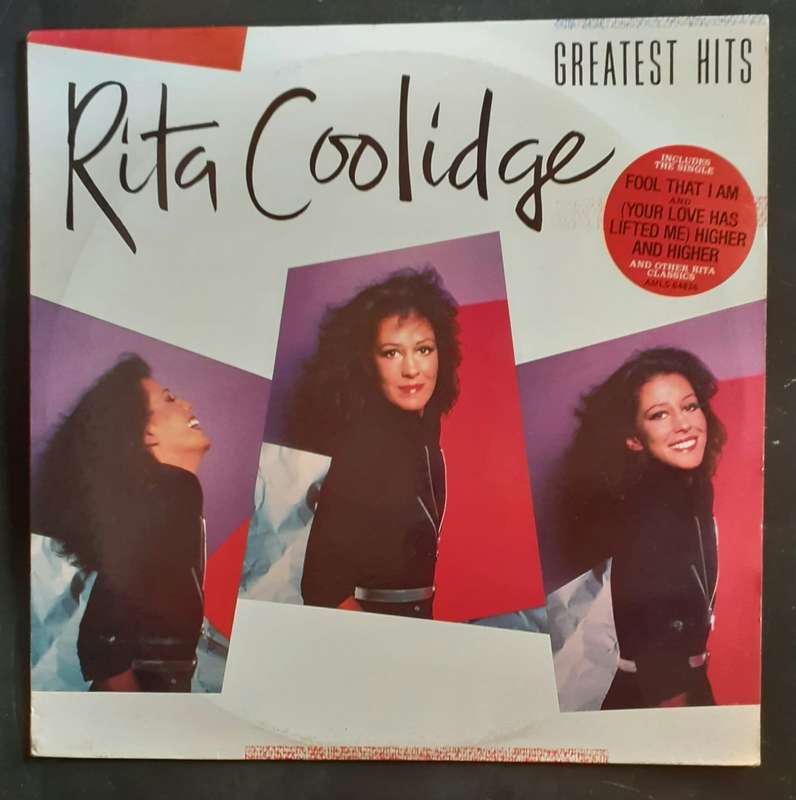 GREATEST HITS
Rita Coolidge
INCLUDES
THE SINGLE
FOOL THAT I AM
AND
(YOUR LOVE HAS
LIFTED ME) HIGHER
AND HIGHER
AND OTHER RITA
CLASSICS